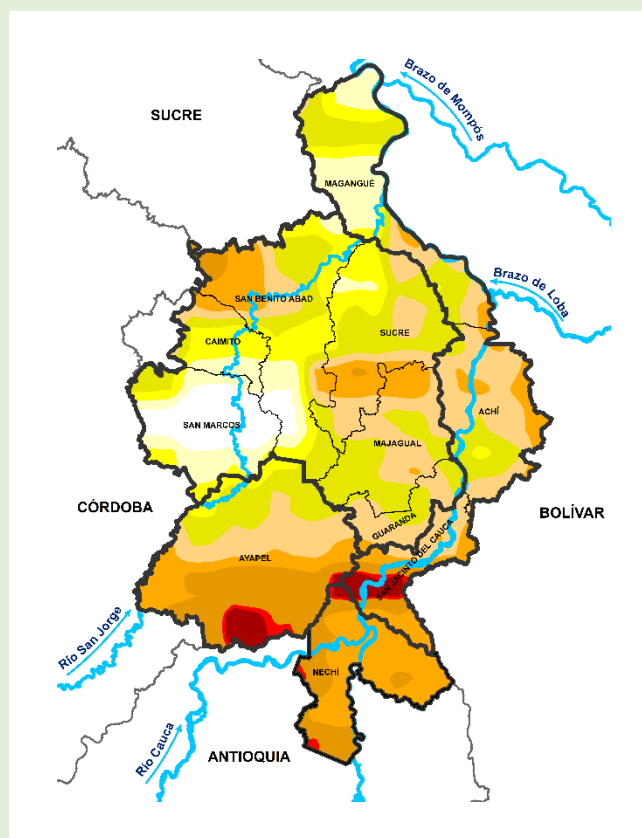 SUCRE
Brazo de Mompós
MAGANGUÉ
Brazo de Loba
SAN BENITO ABAD
SUCRE
CAIMITO
ACHÍ
SAN MARCOS
MAJAGUAL
CÓRDOBA
BOLÍVAR
GUARANDA
SAN JACINTO DEL CAUCA
AYAPEL
Río San Jorge
NECHÍ
Río Cauca
ANTIOQUIA